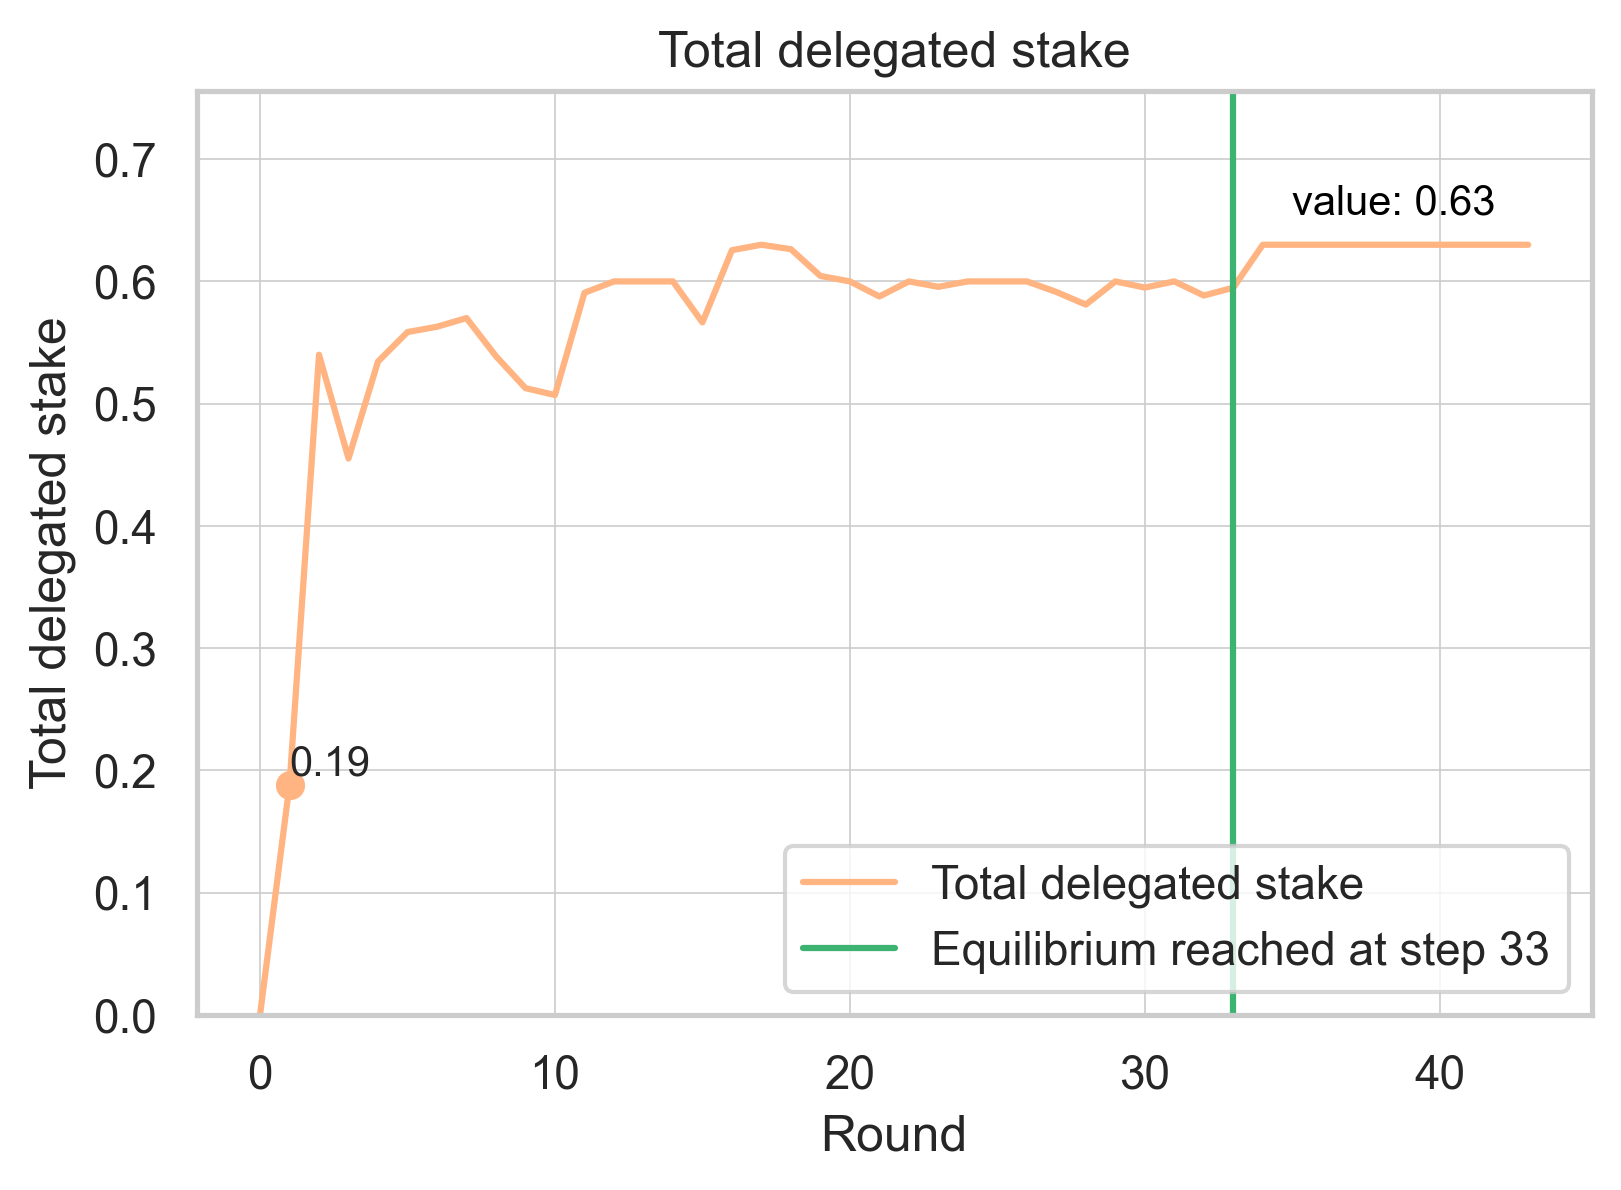 Total delegated stake
Total delegated stake
0.7
0.6
0.5
0.4
0.3
0.2
0.1
0.0
value: 0.63
0.19
Total delegated stake
Equilibrium reached at step 33
0 10 20 30 40
Round